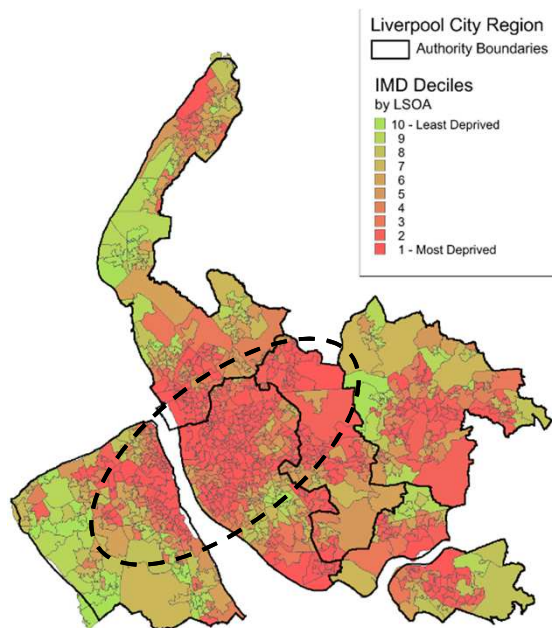 Liverpool City Region
Authority Boundaries
IMD Deciles
by LSOA
10 - Least Deprived
9
8
7
6
5
4
3
2
1 - Most Deprived